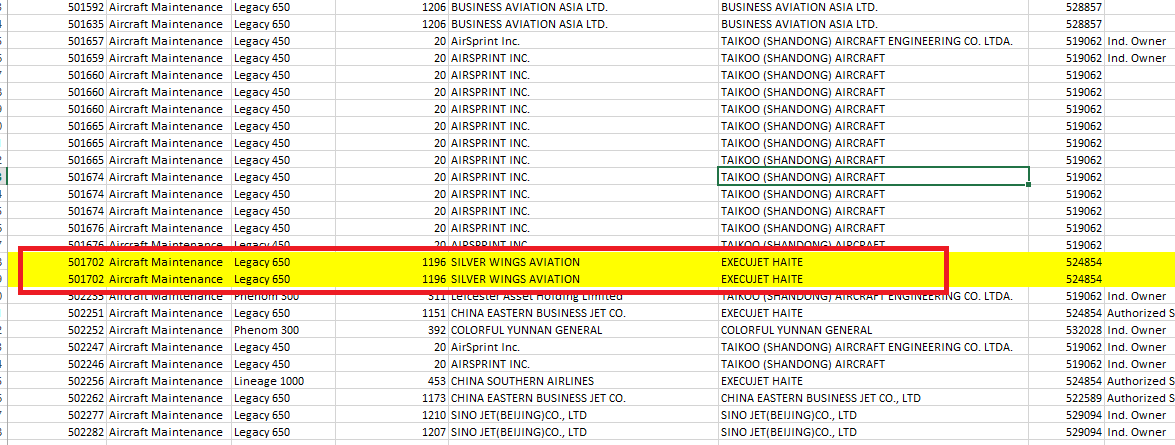 501592 Aircraft Maintenance Legacy 650 1206 BUSINESS AVIATION ASIA LTD. BUSINESS AVIATION ASIA LTD. 528857
501635 Aircraft Maintenance Legacy 650 1206 BUSINESS AVIATION ASIA LTD. BUSINESS AVIATION ASIA LTD. 528857
501657 Aircraft Maintenance Legacy 450 20 AirSprint Inc. TAIKOO (SHANDONG) AIRCRAFT ENGINEERING CO. LTDA. 519062 Ind. Owner
501659 Aircraft Maintenance Legacy 450 20 AIRSPRINT INC. TAIKOO (SHANDONG) AIRCRAFT 519062 Ind. Owner
501660 Aircraft Maintenance Legacy 450 20 AIRSPRINT INC. TAIKOO (SHANDONG) AIRCRAFT 519062
501660 Aircraft Maintenance Legacy 450 20 AIRSPRINT INC. TAIKOO (SHANDONG) AIRCRAFT 519062
501660 Aircraft Maintenance Legacy 450 20 AIRSPRINT INC. TAIKOO (SHANDONG) AIRCRAFT 519062
501665 Aircraft Maintenance Legacy 450 20 AIRSPRINT INC. TAIKOO (SHANDONG) AIRCRAFT 519062
501665 Aircraft Maintenance Legacy 450 20 AIRSPRINT INC. TAIKOO (SHANDONG) AIRCRAFT 519062
501665 Aircraft Maintenance Legacy 450 20 AIRSPRINT INC. TAIKOO (SHANDONG) AIRCRAFT 519062
501674 Aircraft Maintenance Legacy 450 20 AIRSPRINT INC. TAIKOO (SHANDONG) AIRCRAFT 519062
501674 Aircraft Maintenance Legacy 450 20 AIRSPRINT INC. TAIKOO (SHANDONG) AIRCRAFT 519062
501674 Aircraft Maintenance Legacy 450 20 AIRSPRINT INC. TAIKOO (SHANDONG) AIRCRAFT 519062
501676 Aircraft Maintenance Legacy 450 20 AIRSPRINT INC. TAIKOO (SHANDONG) AIRCRAFT 519062
501676 Aircraft Maintenance Legacy 450 20 AIRSPRINT INC. TAIKOO (SHANDONG) AIRCRAFT 519062
501702 Aircraft Maintenance Legacy 650 1196 SILVER WINGS AVIATION EXECUJET HAITE 524854
501702 Aircraft Maintenance Legacy 650 1196 SILVER WINGS AVIATION EXECUJET HAITE 524854
502235 Aircraft Maintenance Phenom 300 511 Leicester Asset Holding Limited TAIKOO (SHANDONG) AIRCRAFT ENGINEERING CO. LTDA. 519062 Ind. Owner
502251 Aircraft Maintenance Legacy 650 1151 CHINA EASTERN BUSINESS JET CO. EXECUJET HAITE 524854 Authorized S
502252 Aircraft Maintenance Phenom 300 392 COLORFUL YUNNAN GENERAL COLORFUL YUNNAN GENERAL 532028 Ind. Owner
502247 Aircraft Maintenance Legacy 450 20 AirSprint Inc. TAIKOO (SHANDONG) AIRCRAFT ENGINEERING CO. LTDA. 519062 Ind. Owner
502246 Aircraft Maintenance Legacy 450 20 AIRSPRINT INC. TAIKOO (SHANDONG) AIRCRAFT 519062 Ind. Owner
502256 Aircraft Maintenance Lineage 1000 453 CHINA SOUTHERN AIRLINES EXECUJET HAITE 524854 Authorized S
502262 Aircraft Maintenance Legacy 650 1173 CHINA EASTERN BUSINESS JET CO. CHINA EASTERN BUSINESS JET CO., LTD 522589 Authorized S
502277 Aircraft Maintenance Legacy 650 1210 SINO JET(BEIJING)CO., LTD SINO JET(BEIJING)CO., LTD 529094 Ind. Owner
502282 Aircraft Maintenance Legacy 650 1207 SINO JET(BEIJING)CO., LTD SINO JET(BEIJING)CO., LTD 529094 Ind. Owner